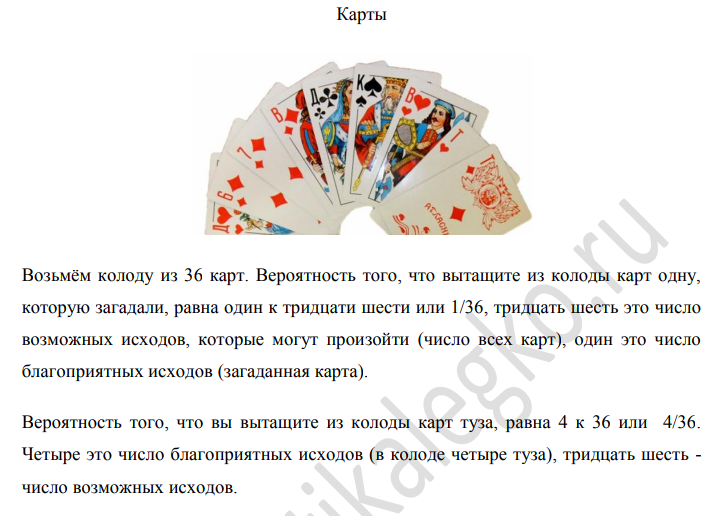 Карты
Д
6
7
В
Д
К
В
Т
Т
Возьмём колоду из 36 карт. Вероятность того, что вытащите из колоды карт одну,
которую загадали, равна один к тридцати шести или 1/36, тридцать шесть это число
возможных исходов, которые могут произойти (число всех карт), один это число
благоприятных исходов (загаданная карта).
Вероятность того, что вы вытащите из колоды карт туза, равна 4 к 36 или 4/36.
Четыре это число благоприятных исходов (в колоде четыре туза), тридцать шесть -
число возможных исходов.
tikalegko.ru